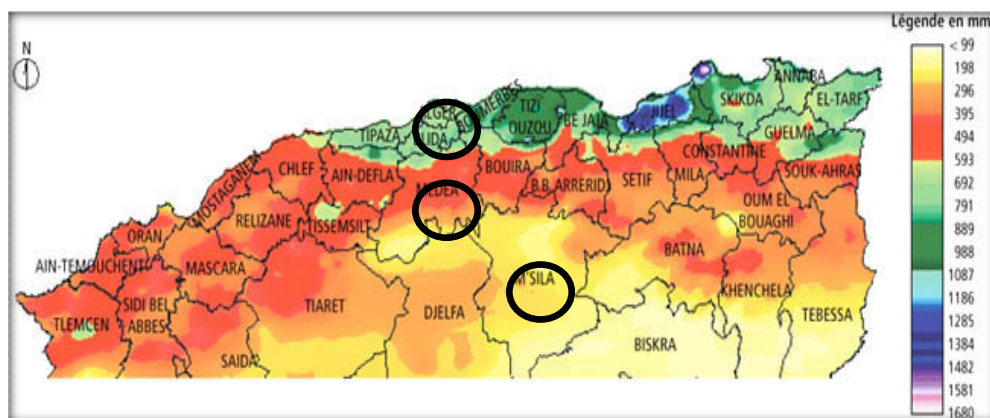 Légende en mm
N
< 99
198
296
395
494
593
692
791
889
988
1087
1186
1285
1384
1482
1581
1680
ANNABA
SKIKDA
EL-TARF
TIZI
OUZOU
JIJEL
TIPAZA
GUELMA
CONSTANTINE
CHLEF
AIN-DEFLA
BOUIRA
SOUK-AHRAS
MOSTAGANEM
B.B.ARRERIDJ
SETIF
MILA
OUM EL
BOUAGHI
RELIZANE
TISSEMSILT
ORAN
BATNA
AIN-TEMOUCHENT
MASCARA
M'SILA
KHENCHELA
SIDI BEL
ABBES
TLEMCEN
TIARET
DJELFA
TEBESSA
SAIDA
BISKRA